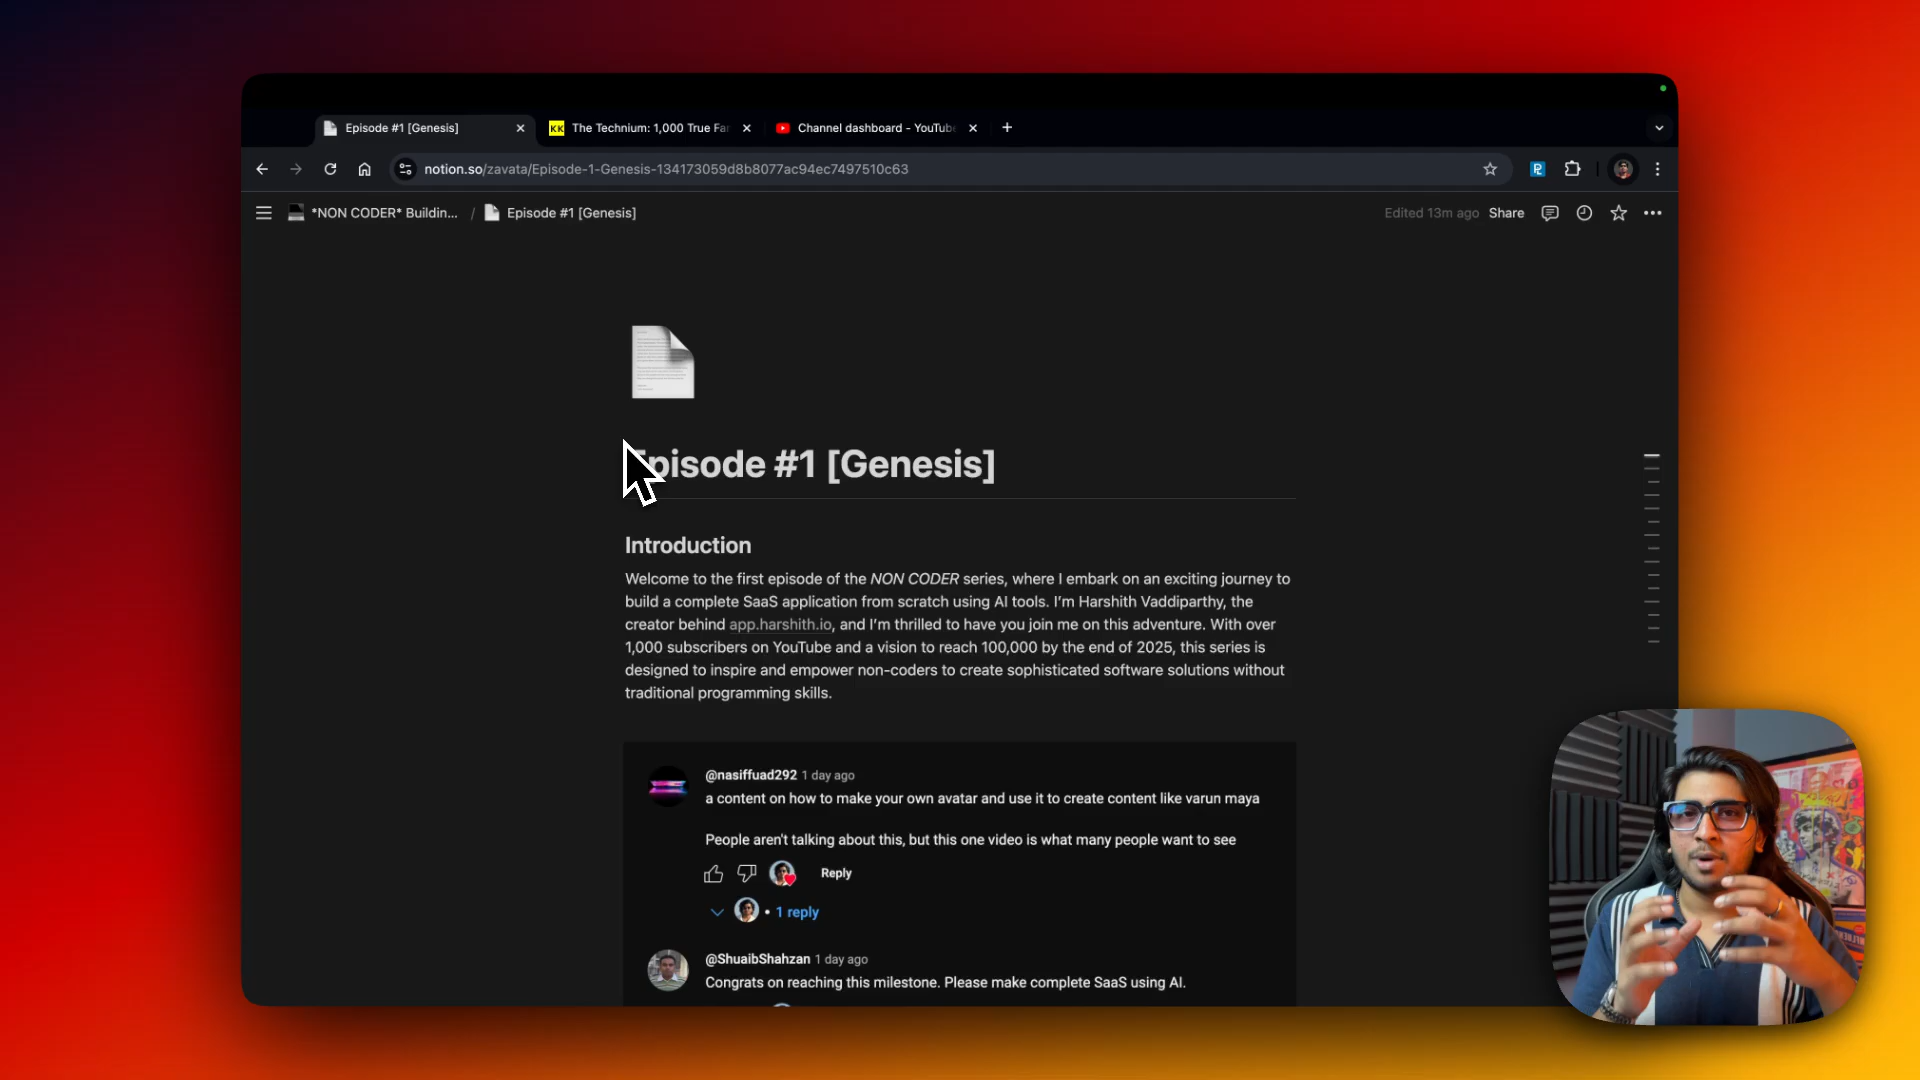 Episode #1 [Genesis]
KK The Technium: 1,000 True Fan
Channel dashboard - YouTube
notion.so/zavata/Episode-1-Genesis-134173059d8b8077ac94ec7497510c63
*NON CODER* Buildin... / Episode #1 [Genesis]
Edited 13m ago Share
Episode #1 [Genesis]
Introduction
Welcome to the first episode of the NON CODER series, where I embark on an exciting journey to
build a complete SaaS application from scratch using AI tools. I'm Harshith Vaddiparthy, the
creator behind app.harshith.io, and I'm thrilled to have you join me on this adventure. With over
1,000 subscribers on YouTube and a vision to reach 100,000 by the end of 2025, this series is
designed to inspire and empower non-coders to create sophisticated software solutions without
traditional programming skills.
@nasiffuad292 1 day ago
a content on how to make your own avatar and use it to create content like varun maya
People aren't talking about this, but this one video is what many people want to see
Reply
• 1 reply
@ShuaibShahzan 1 day ago
Congrats on reaching this milestone. Please make complete SaaS using AI.